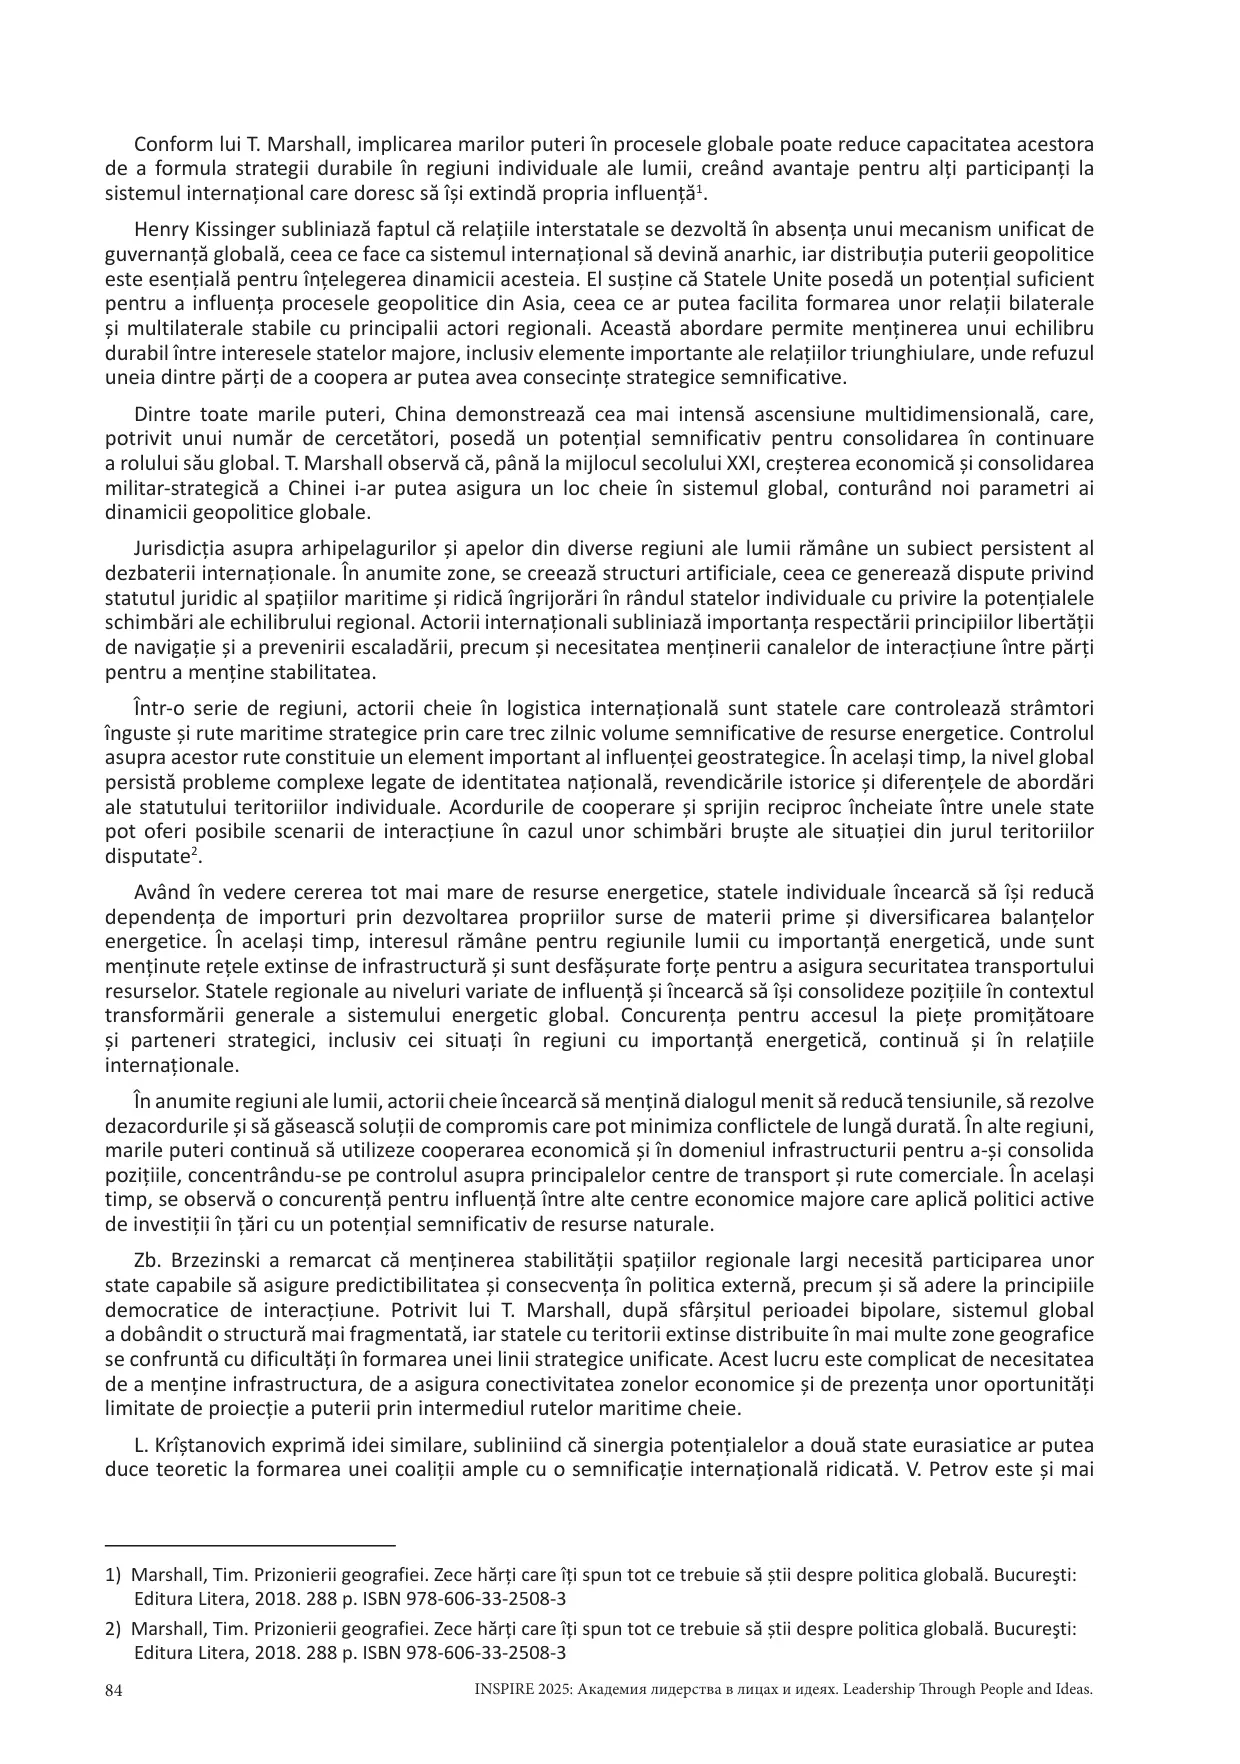 Conform lui T. Marshall, implicarea marilor puteri în procesele globale poate reduce capacitatea acestora
de a formula strategii durabile în regiuni individuale ale lumii, creând avantaje pentru alți participanți la
sistemul internațional care doresc să își extindă propria influență¹.
Henry Kissinger subliniază faptul că relațiile interstatale se dezvoltă în absența unui mecanism unificat de
guvernanță globală, ceea ce face ca sistemul internațional să devină anarhic, iar distribuția puterii geopolitice
este esențială pentru înțelegerea dinamicii acesteia. El susține că Statele Unite posedă un potențial suficient
pentru a influența procesele geopolitice din Asia, ceea ce ar putea facilita formarea unor relații bilaterale
și multilaterale stabile cu principalii actori regionali. Această abordare permite menținerea unui echilibru
durabil între interesele statelor majore, inclusiv elemente importante ale relațiilor triunghiulare, unde refuzul
uneia dintre părți de a coopera ar putea avea consecințe strategice semnificative.
Dintre toate marile puteri, China demonstrează cea mai intensă ascensiune multidimensională, care,
potrivit unui număr de cercetători, posedă un potențial semnificativ pentru consolidarea în continuare
a rolului său global. T. Marshall observă că, până la mijlocul secolului XXI, creșterea economică și consolidarea
militar-strategică a Chinei i-ar putea asigura un loc cheie în sistemul global, conturând noi parametri ai
dinamicii geopolitice globale.
Jurisdicția asupra arhipelagurilor și apelor din diverse regiuni ale lumii rămâne un subiect persistent al
dezbaterii internaționale. În anumite zone, se creează structuri artificiale, ceea ce generează dispute privind
statutul juridic al spațiilor maritime și ridică îngrijorări în rândul statelor individuale cu privire la potențialele
schimbări ale echilibrului regional. Actorii internaționali subliniază importanța respectării principiilor libertății
de navigație și a prevenirii escaladării, precum și necesitatea menținerii canalelor de interacțiune între părți
pentru a menține stabilitatea.
Într-o serie de regiuni, actorii cheie în logistica internațională sunt statele care controlează strâmtori
înguste și rute maritime strategice prin care trec zilnic volume semnificative de resurse energetice. Controlul
asupra acestor rute constituie un element important al influenței geostrategice. În același timp, la nivel global
persistă probleme complexe legate de identitatea națională, revendicările istorice și diferențele de abordări
ale statutului teritoriilor individuale. Acordurile de cooperare și sprijin reciproc încheiate între unele state
pot oferi posibile scenarii de interacțiune în cazul unor schimbări bruște ale situației din jurul teritoriilor
disputate².
Având în vedere cererea tot mai mare de resurse energetice, statele individuale încearcă să își reducă
dependența de importuri prin dezvoltarea propriilor surse de materii prime și diversificarea balanțelor
energetice. În același timp, interesul rămâne pentru regiunile lumii cu importanță energetică, unde sunt
menținute rețele extinse de infrastructură și sunt desfășurate forțe pentru a asigura securitatea transportului
resurselor. Statele regionale au niveluri variate de influență și încearcă să își consolideze pozițiile în contextul
transformării generale a sistemului energetic global. Concurența pentru accesul la piețe promițătoare
și parteneri strategici, inclusiv cei situați în regiuni cu importanță energetică, continuă și în relațiile
internaționale.
În anumite regiuni ale lumii, actorii cheie încearcă să mențină dialogul menit să reducă tensiunile, să rezolve
dezacordurile și să găsească soluții de compromis care pot minimiza conflictele de lungă durată. În alte regiuni,
marile puteri continuă să utilizeze cooperarea economică și în domeniul infrastructurii pentru a-și consolida
pozițiile, concentrându-se pe controlul asupra principalelor centre de transport și rute comerciale. În același
timp, se observă o concurență pentru influență între alte centre economice majore care aplică politici active
de investiții în țări cu un potențial semnificativ de resurse naturale.
Zb. Brzezinski a remarcat că menținerea stabilității spațiilor regionale largi necesită participarea unor
state capabile să asigure predictibilitatea și consecvența în politica externă, precum și să adere la principiile
democratice de interacțiune. Potrivit lui T. Marshall, după sfârșitul perioadei bipolare, sistemul global
a dobândit o structură mai fragmentată, iar statele cu teritorii extinse distribuite în mai multe zone geografice
se confruntă cu dificultăți în formarea unei linii strategice unificate. Acest lucru este complicat de necesitatea
de a menține infrastructura, de a asigura conectivitatea zonelor economice și de prezența unor oportunități
limitate de proiecție a puterii prin intermediul rutelor maritime cheie.
L. Krîștanovich exprimă idei similare, subliniind că sinergia potențialelor a două state eurasiatice ar putea
duce teoretic la formarea unei coaliții ample cu o semnificație internațională ridicată. V. Petrov este și mai
1) Marshall, Tim. Prizonierii geografiei. Zece hărți care îți spun tot ce trebuie să știi despre politica globală. Bucureşti:
Editura Litera, 2018. 288 p. ISBN 978-606-33-2508-3
2) Marshall, Tim. Prizonierii geografiei. Zece hărți care îți spun tot ce trebuie să știi despre politica globală. Bucureşti:
Editura Litera, 2018. 288 p. ISBN 978-606-33-2508-3
84
INSPIRE 2025: Академия лидерства в лицах и идеях. Leadership Through People and Ideas.